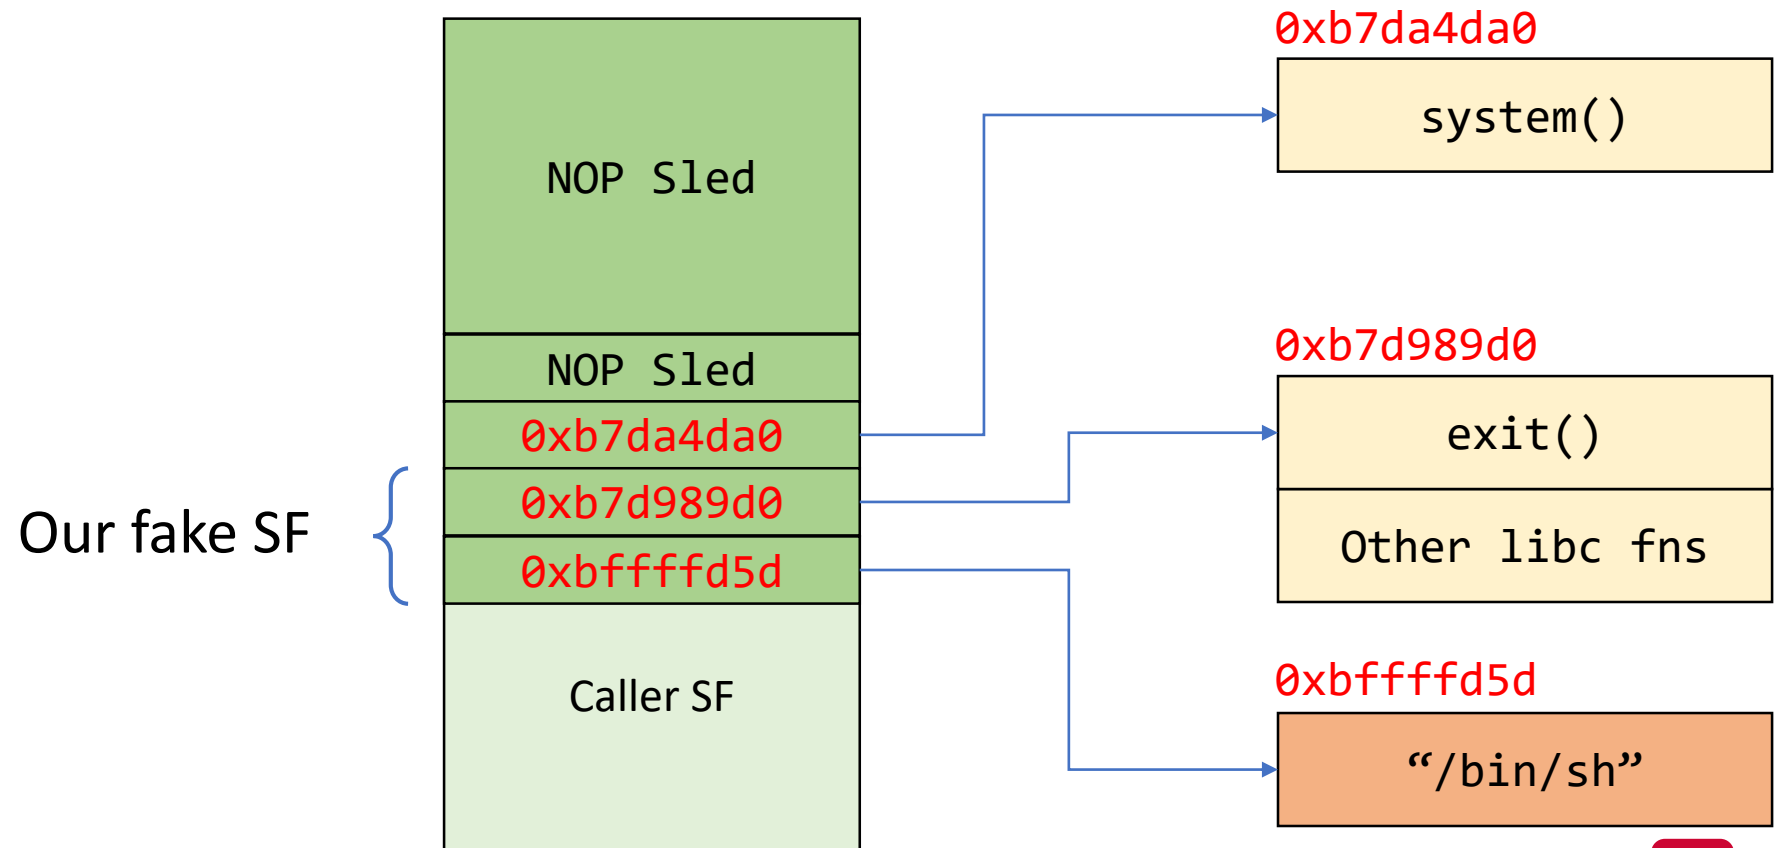 0xb7da4da0
system()
NOP Sled
NOP Sled
0xb7da4da0
0xb7d989d0
0xbffffd5d
Our fake SF
Caller SF
0xb7d989d0
exit()
Other libc fns
0xbffffd5d
“/bin/sh”